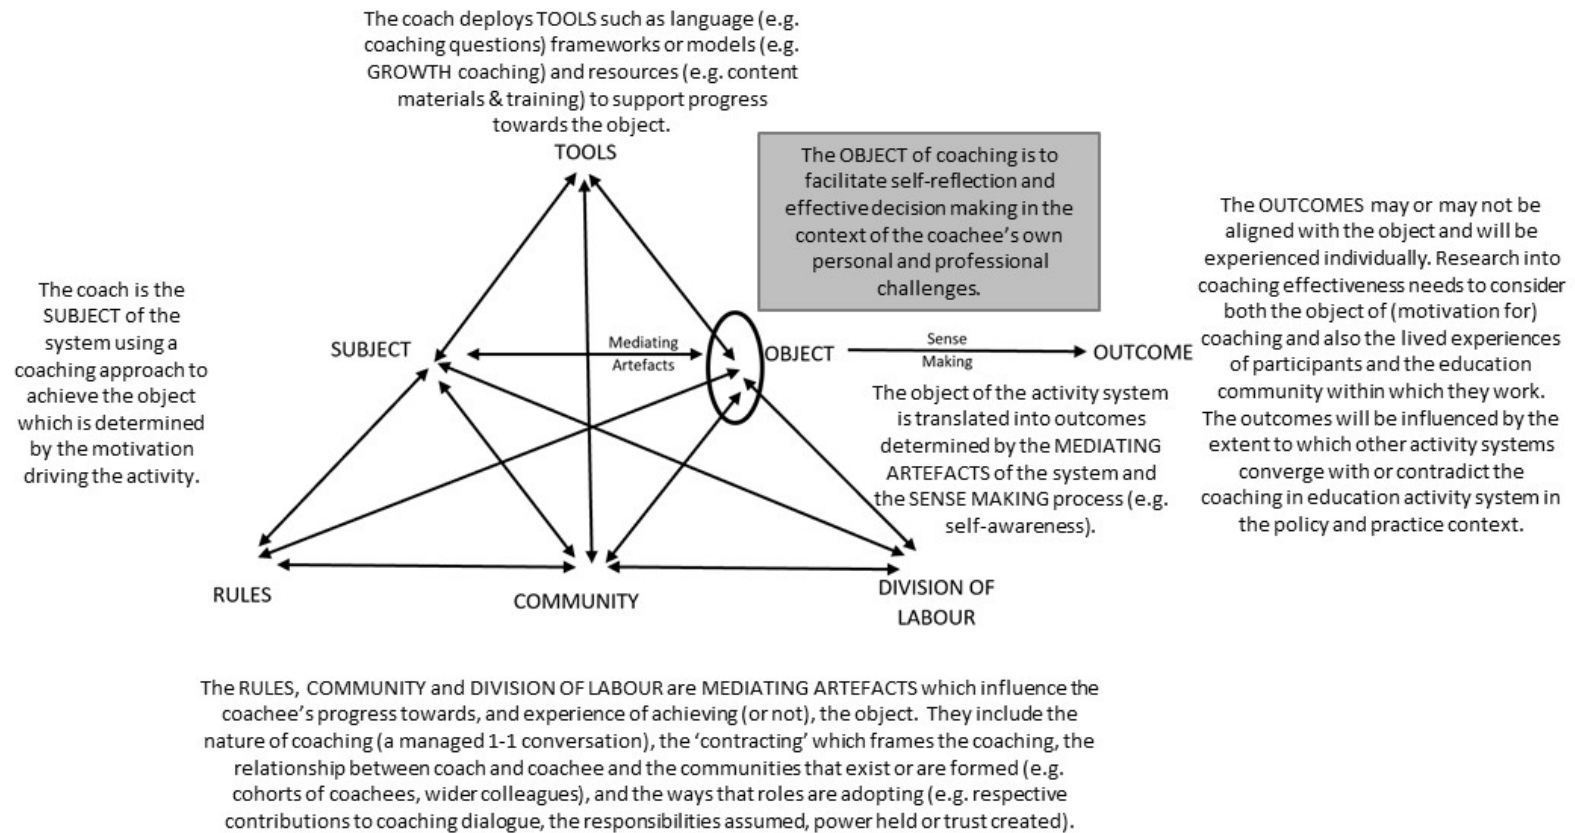 The coach deploys TOOLS such as language (e.g.
coaching questions) frameworks or models (e.g.
GROWTH coaching) and resources (e.g. content
materials & training) to support progress
towards the object.
TOOLS
The OBJECT of coaching is to
facilitate self-reflection and
effective decision making in the
context of the coachee's own
personal and professional
challenges.
The coach is the
SUBJECT of the
system using a
coaching approach to
achieve the object
which is determined
by the motivation
driving the activity.
SUBJECT
Mediating
Artefacts
OBJECT
Sense
Making
OUTCOME
The object of the activity system
is translated into outcomes
determined by the MEDIATING
ARTEFACTS of the system and
the SENSE MAKING process (e.g.
self-awareness).
The OUTCOMES may or may not be
aligned with the object and will be
experienced individually. Research into
coaching effectiveness needs to consider
both the object of (motivation for)
coaching and also the lived experiences
of participants and the education
community within which they work.
The outcomes will be influenced by the
extent to which other activity systems
converge with or contradict the
coaching in education activity system in
the policy and practice context.
RULES
COMMUNITY
DIVISION OF
LABOUR
The RULES, COMMUNITY and DIVISION OF LABOUR are MEDIATING ARTEFACTS which influence the
coachee's progress towards, and experience of achieving (or not), the object. They include the
nature of coaching (a managed 1-1 conversation), the 'contracting' which frames the coaching, the
relationship between coach and coachee and the communities that exist or are formed (e.g.
cohorts of coachees, wider colleagues), and the ways that roles are adopting (e.g. respective
contributions to coaching dialogue, the responsibilities assumed, power held or trust created).